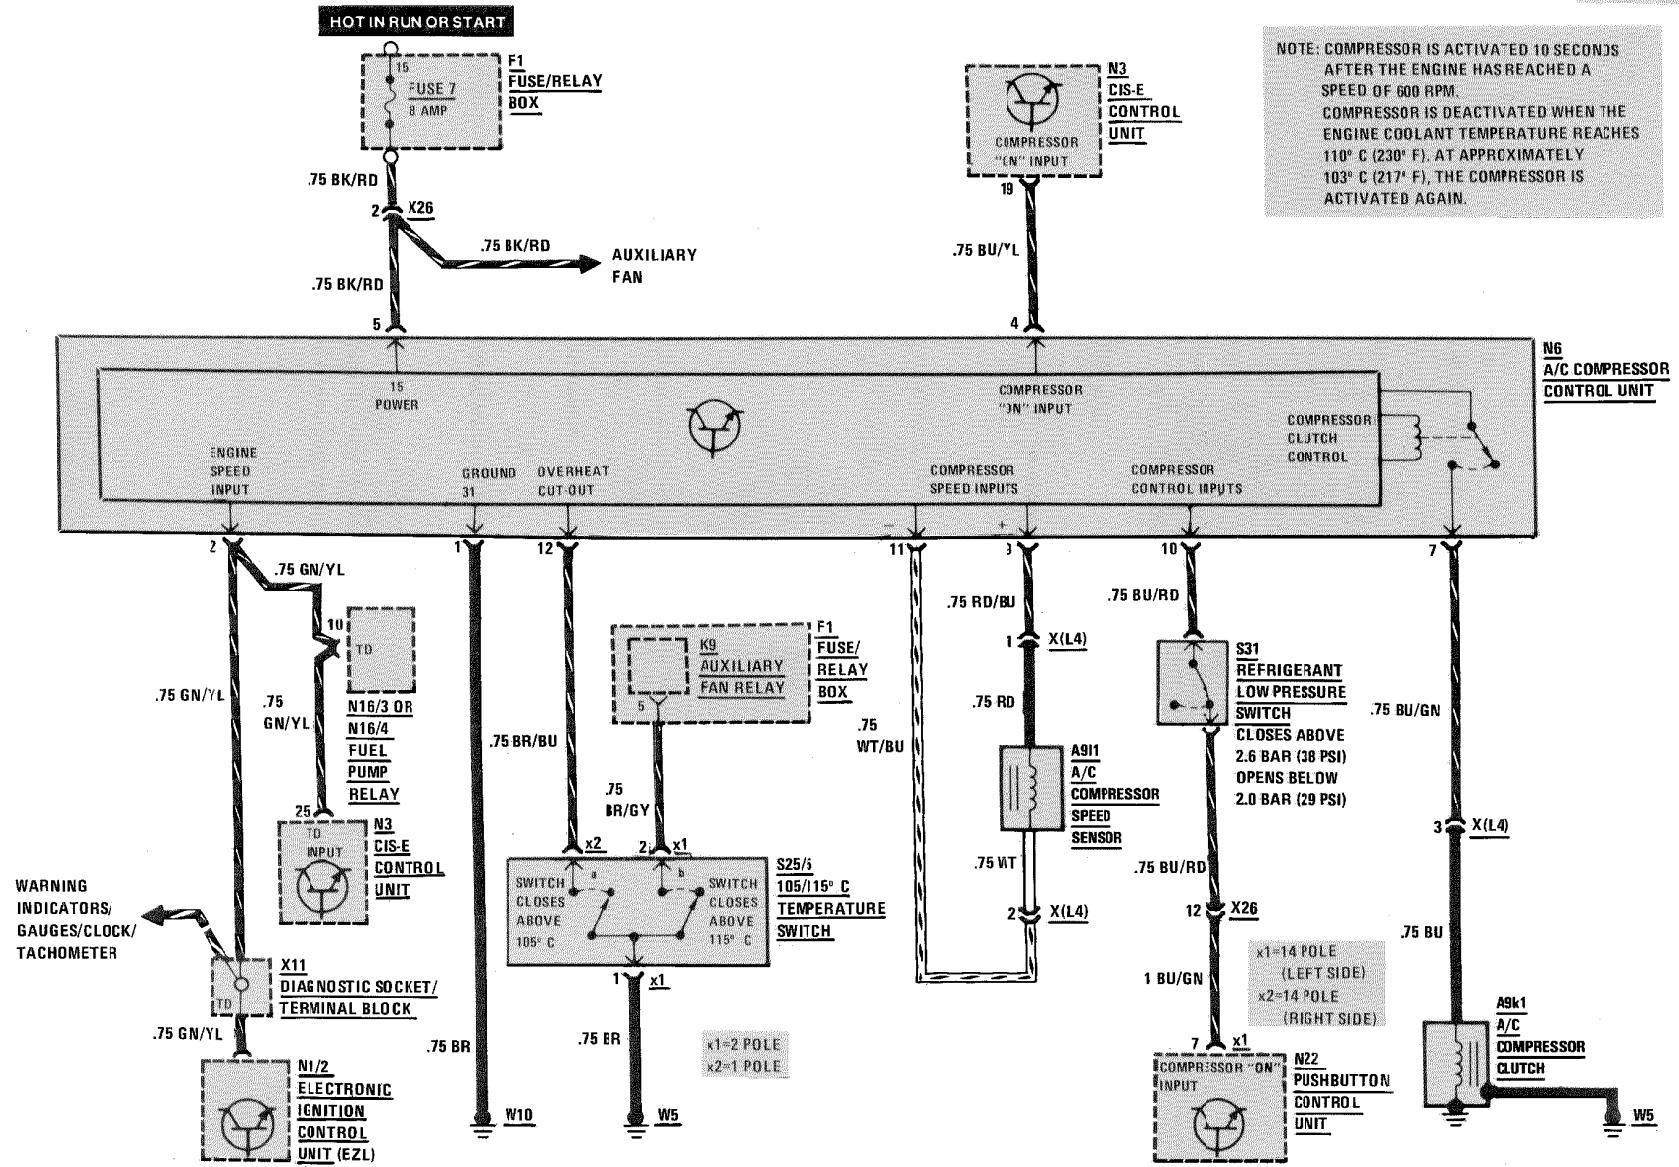 HOT IN RUN OR START
15
FUSE 7
8 AMP
F1
FUSE/RELAY
BOX
.75 BK/RD
2
X26
.75 BK/RD
AUXILIARY
FAN
.75 BK/RD
5
N3
CIS-E
CONTROL
UNIT
COMPRESSOR
"ON" INPUT
19
.75 BU/YL
4
NOTE: COMPRESSOR IS ACTIVATED 10 SECONDS
AFTER THE ENGINE HAS REACHED A
SPEED OF 600 RPM.
COMPRESSOR IS DEACTIVATED WHEN THE
ENGINE COOLANT TEMPERATURE REACHES
110° C (230° F). AT APPROXIMATELY
103° C (217° F), THE COMPRESSOR IS
ACTIVATED AGAIN.
N6
A/C COMPRESSOR
CONTROL UNIT
15
POWER
COMPRESSOR
"ON" INPUT
COMPRESSOR
CLUTCH
CONTROL
ENGINE
SPEED
INPUT
GROUND
31
OVERHEAT
CUT-OUT
COMPRESSOR
SPEED INPUTS
COMPRESSOR
CONTROL INPUTS
− +
2
1
12
11
9
10
7
.75 GN/YL
10
TD
N16/3 OR
N16/4
FUEL
PUMP
RELAY
.75 GN/YL
.75
GN/YL
25
TD
INPUT
N3
CIS-E
CONTROL
UNIT
WARNING
INDICATORS/
GAUGES/CLOCK/
TACHOMETER
TD
X11
DIAGNOSTIC SOCKET/
TERMINAL BLOCK
.75 GN/YL
N1/2
ELECTRONIC
IGNITION
CONTROL
UNIT (EZL)
.75 BR
W10
.75 BR/BU
K9
AUXILIARY
FAN RELAY
5
F1
FUSE/
RELAY
BOX
.75
BR/GY
x2
2
x1
a
b
SWITCH
CLOSES
ABOVE
105° C
SWITCH
CLOSES
ABOVE
115° C
S25/6
105/115° C
TEMPERATURE
SWITCH
1
x1
.75 BR
W5
x1=2 POLE
x2=1 POLE
.75
WT/BU
.75 RD/BU
1
X(L4)
.75 RD
A9l1
A/C
COMPRESSOR
SPEED
SENSOR
.75 WT
2
X(L4)
.75 BU/RD
S31
REFRIGERANT
LOW PRESSURE
SWITCH
CLOSES ABOVE
2.6 BAR (38 PSI)
OPENS BELOW
2.0 BAR (29 PSI)
.75 BU/RD
12
X26
1 BU/GN
x1=14 POLE
(LEFT SIDE)
x2=14 POLE
(RIGHT SIDE)
7
x1
COMPRESSOR "ON"
INPUT
N22
PUSHBUTTON
CONTROL
UNIT
.75 BU/GN
3
X(L4)
.75 BU
A9k1
A/C
COMPRESSOR
CLUTCH
W5